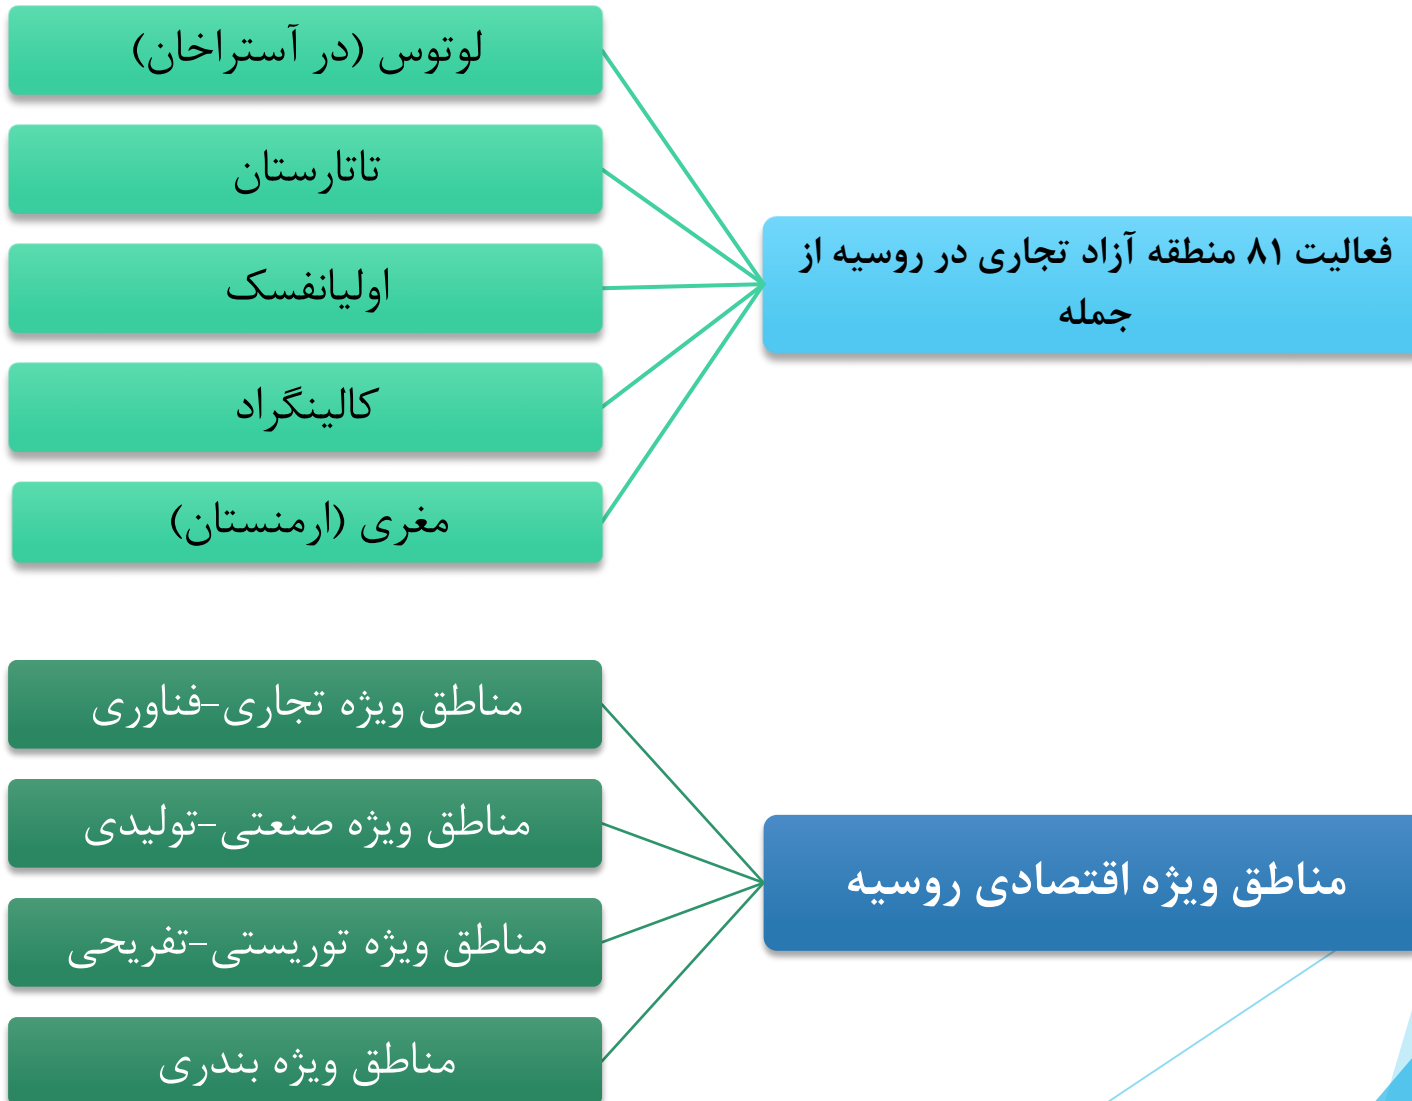 فعالیت ۸۱ منطقه آزاد تجاری در روسیه از
جمله
لوتوس (در آستراخان)
تاتارستان
اولیانفسک
کالینگراد
مغری (ارمنستان)
مناطق ویژه اقتصادی روسیه
مناطق ویژه تجاری-فناوری
مناطق ویژه صنعتی-تولیدی
مناطق ویژه توریستی-تفریحی
مناطق ویژه بندری